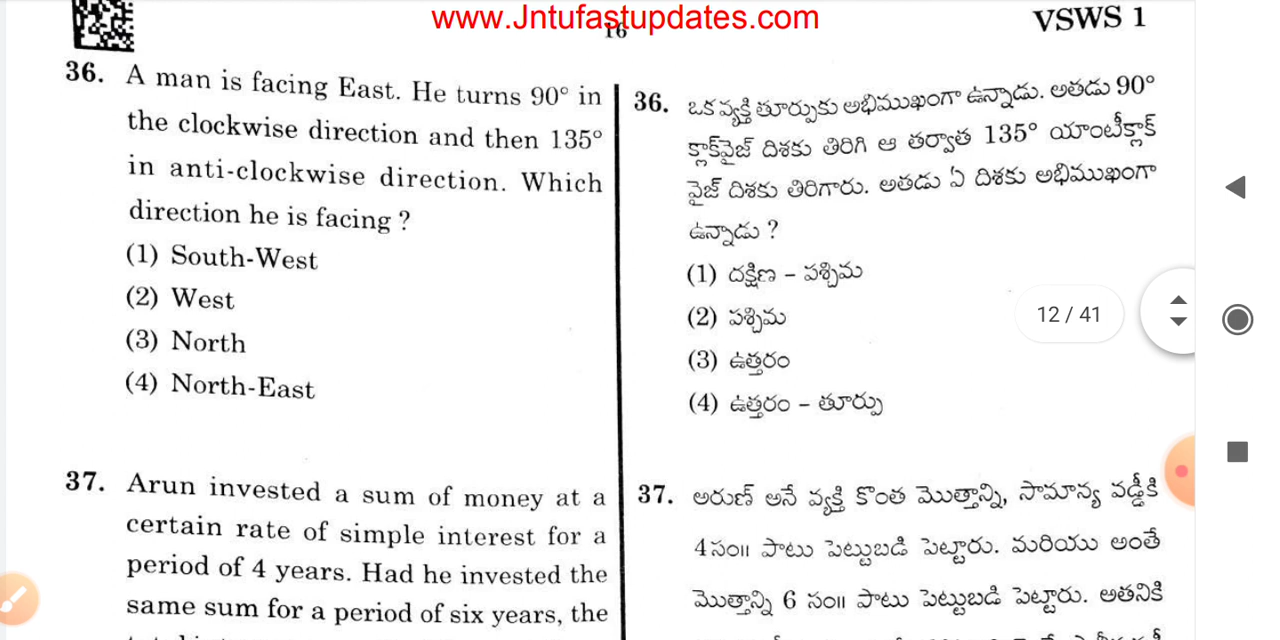 www.Jntufastupdates.com
16
VSWS 1
36. A man is facing East. He turns 90° in
the clockwise direction and then 135°
in anti-clockwise direction. Which
direction he is facing ?
(1) South-West
(2) West
(3) North
(4) North-East
37. Arun invested a sum of money at a
certain rate of simple interest for a
period of 4 years. Had he invested the
same sum for a period of six years, the
36. ఒక వ్యక్తి తూర్పుకు అభిముఖంగా ఉన్నాడు. అతడు 90°
క్లాక్‌వైజ్ దిశకు తిరిగి ఆ తర్వాత 135° యాంటీక్లాక్
వైజ్ దిశకు తిరిగారు. అతడు ఏ దిశకు అభిముఖంగా
ఉన్నాడు ?
(1) దక్షిణ – పశ్చిమ
(2) పశ్చిమ
(3) ఉత్తరం
(4) ఉత్తరం – తూర్పు
37. అరుణ్ అనే వ్యక్తి కొంత మొత్తాన్ని, సామాన్య వడ్డీకి
4సం॥ పాటు పెట్టుబడి పెట్టారు. మరియు అంతే
మొత్తాన్ని 6 సం॥ పాటు పెట్టుబడి పెట్టారు. అతనికి
12 / 41